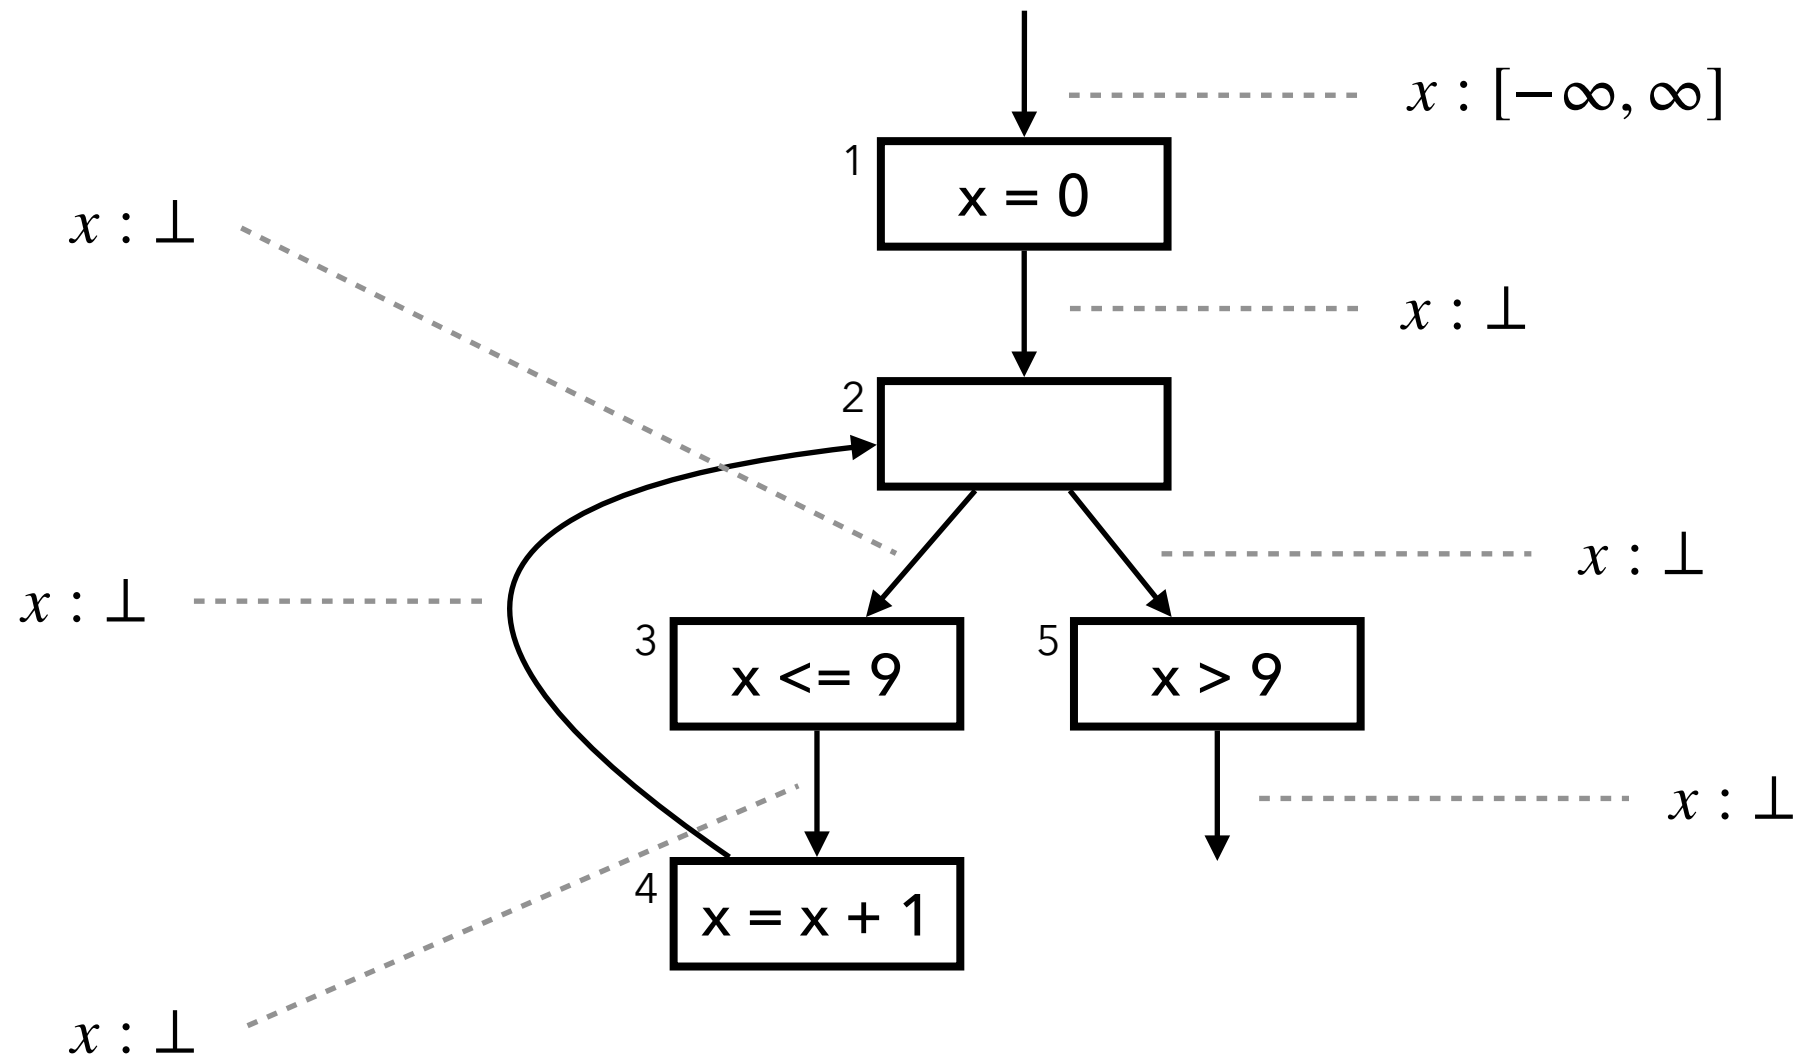 x : [−∞, ∞]
1
x = 0
x : ⊥
x : ⊥
2
x : ⊥
x : ⊥
3
x <= 9
5
x > 9
x : ⊥
4
x = x + 1
x : ⊥